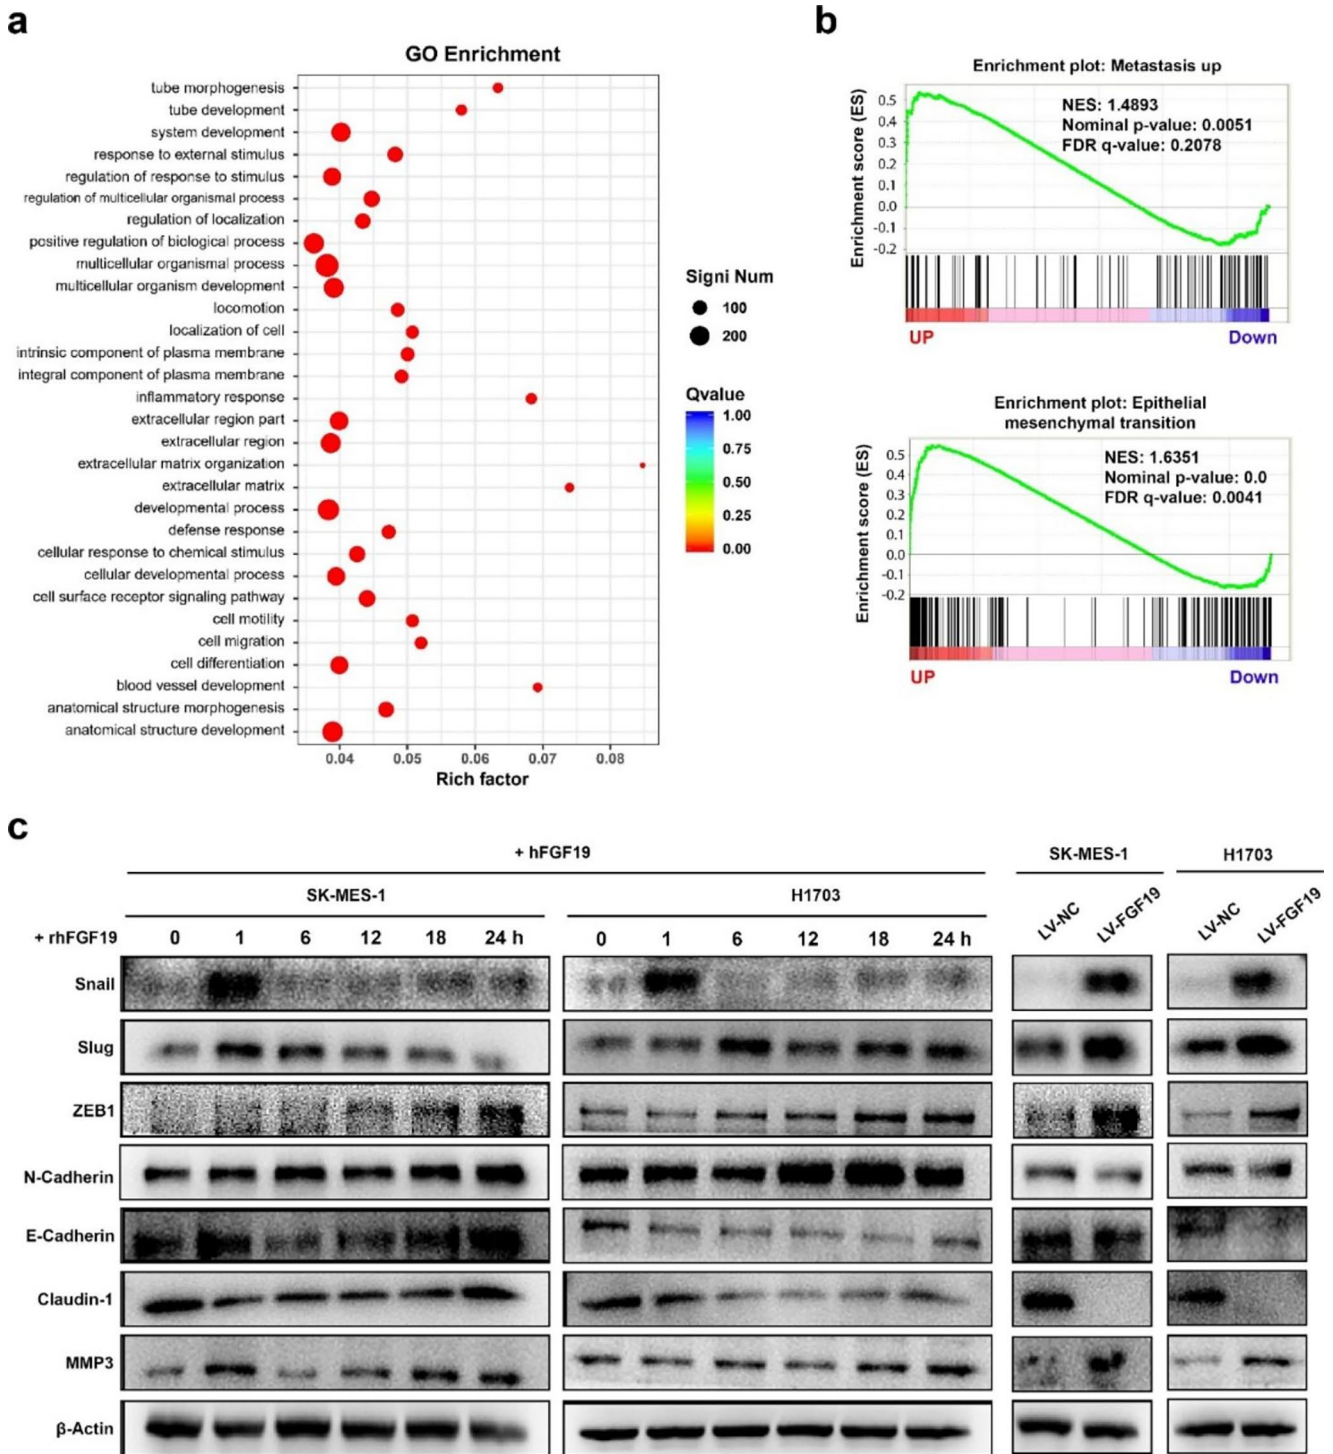 a
GO Enrichment
tube morphogenesis
tube development
system development
response to external stimulus
regulation of response to stimulus
regulation of multicellular organismal process
regulation of localization
positive regulation of biological process
multicellular organismal process
multicellular organism development
locomotion
localization of cell
intrinsic component of plasma membrane
integral component of plasma membrane
inflammatory response
extracellular region part
extracellular region
extracellular matrix organization
extracellular matrix
developmental process
defense response
cellular response to chemical stimulus
cellular developmental process
cell surface receptor signaling pathway
cell motility
cell migration
cell differentiation
blood vessel development
anatomical structure morphogenesis
anatomical structure development
0.04 0.05 0.06 0.07 0.08
Rich factor
Signi Num
100
200
Qvalue
1.00
0.75
0.50
0.25
0.00
b
Enrichment plot: Metastasis up
Enrichment score (ES)
0.5
0.4
0.3
0.2
0.1
0.0
-0.1
-0.2
NES: 1.4893
Nominal p-value: 0.0051
FDR q-value: 0.2078
UP Down
Enrichment plot: Epithelial
mesenchymal transition
Enrichment score (ES)
0.5
0.4
0.3
0.2
0.1
0.0
-0.1
-0.2
NES: 1.6351
Nominal p-value: 0.0
FDR q-value: 0.0041
UP Down
c
+ hFGF19 SK-MES-1 H1703
SK-MES-1 H1703
LV-NC LV-FGF19 LV-NC LV-FGF19
+ rhFGF19 0 1 6 12 18 24 h 0 1 6 12 18 24 h
Snail
Slug
ZEB1
N-Cadherin
E-Cadherin
Claudin-1
MMP3
β-Actin